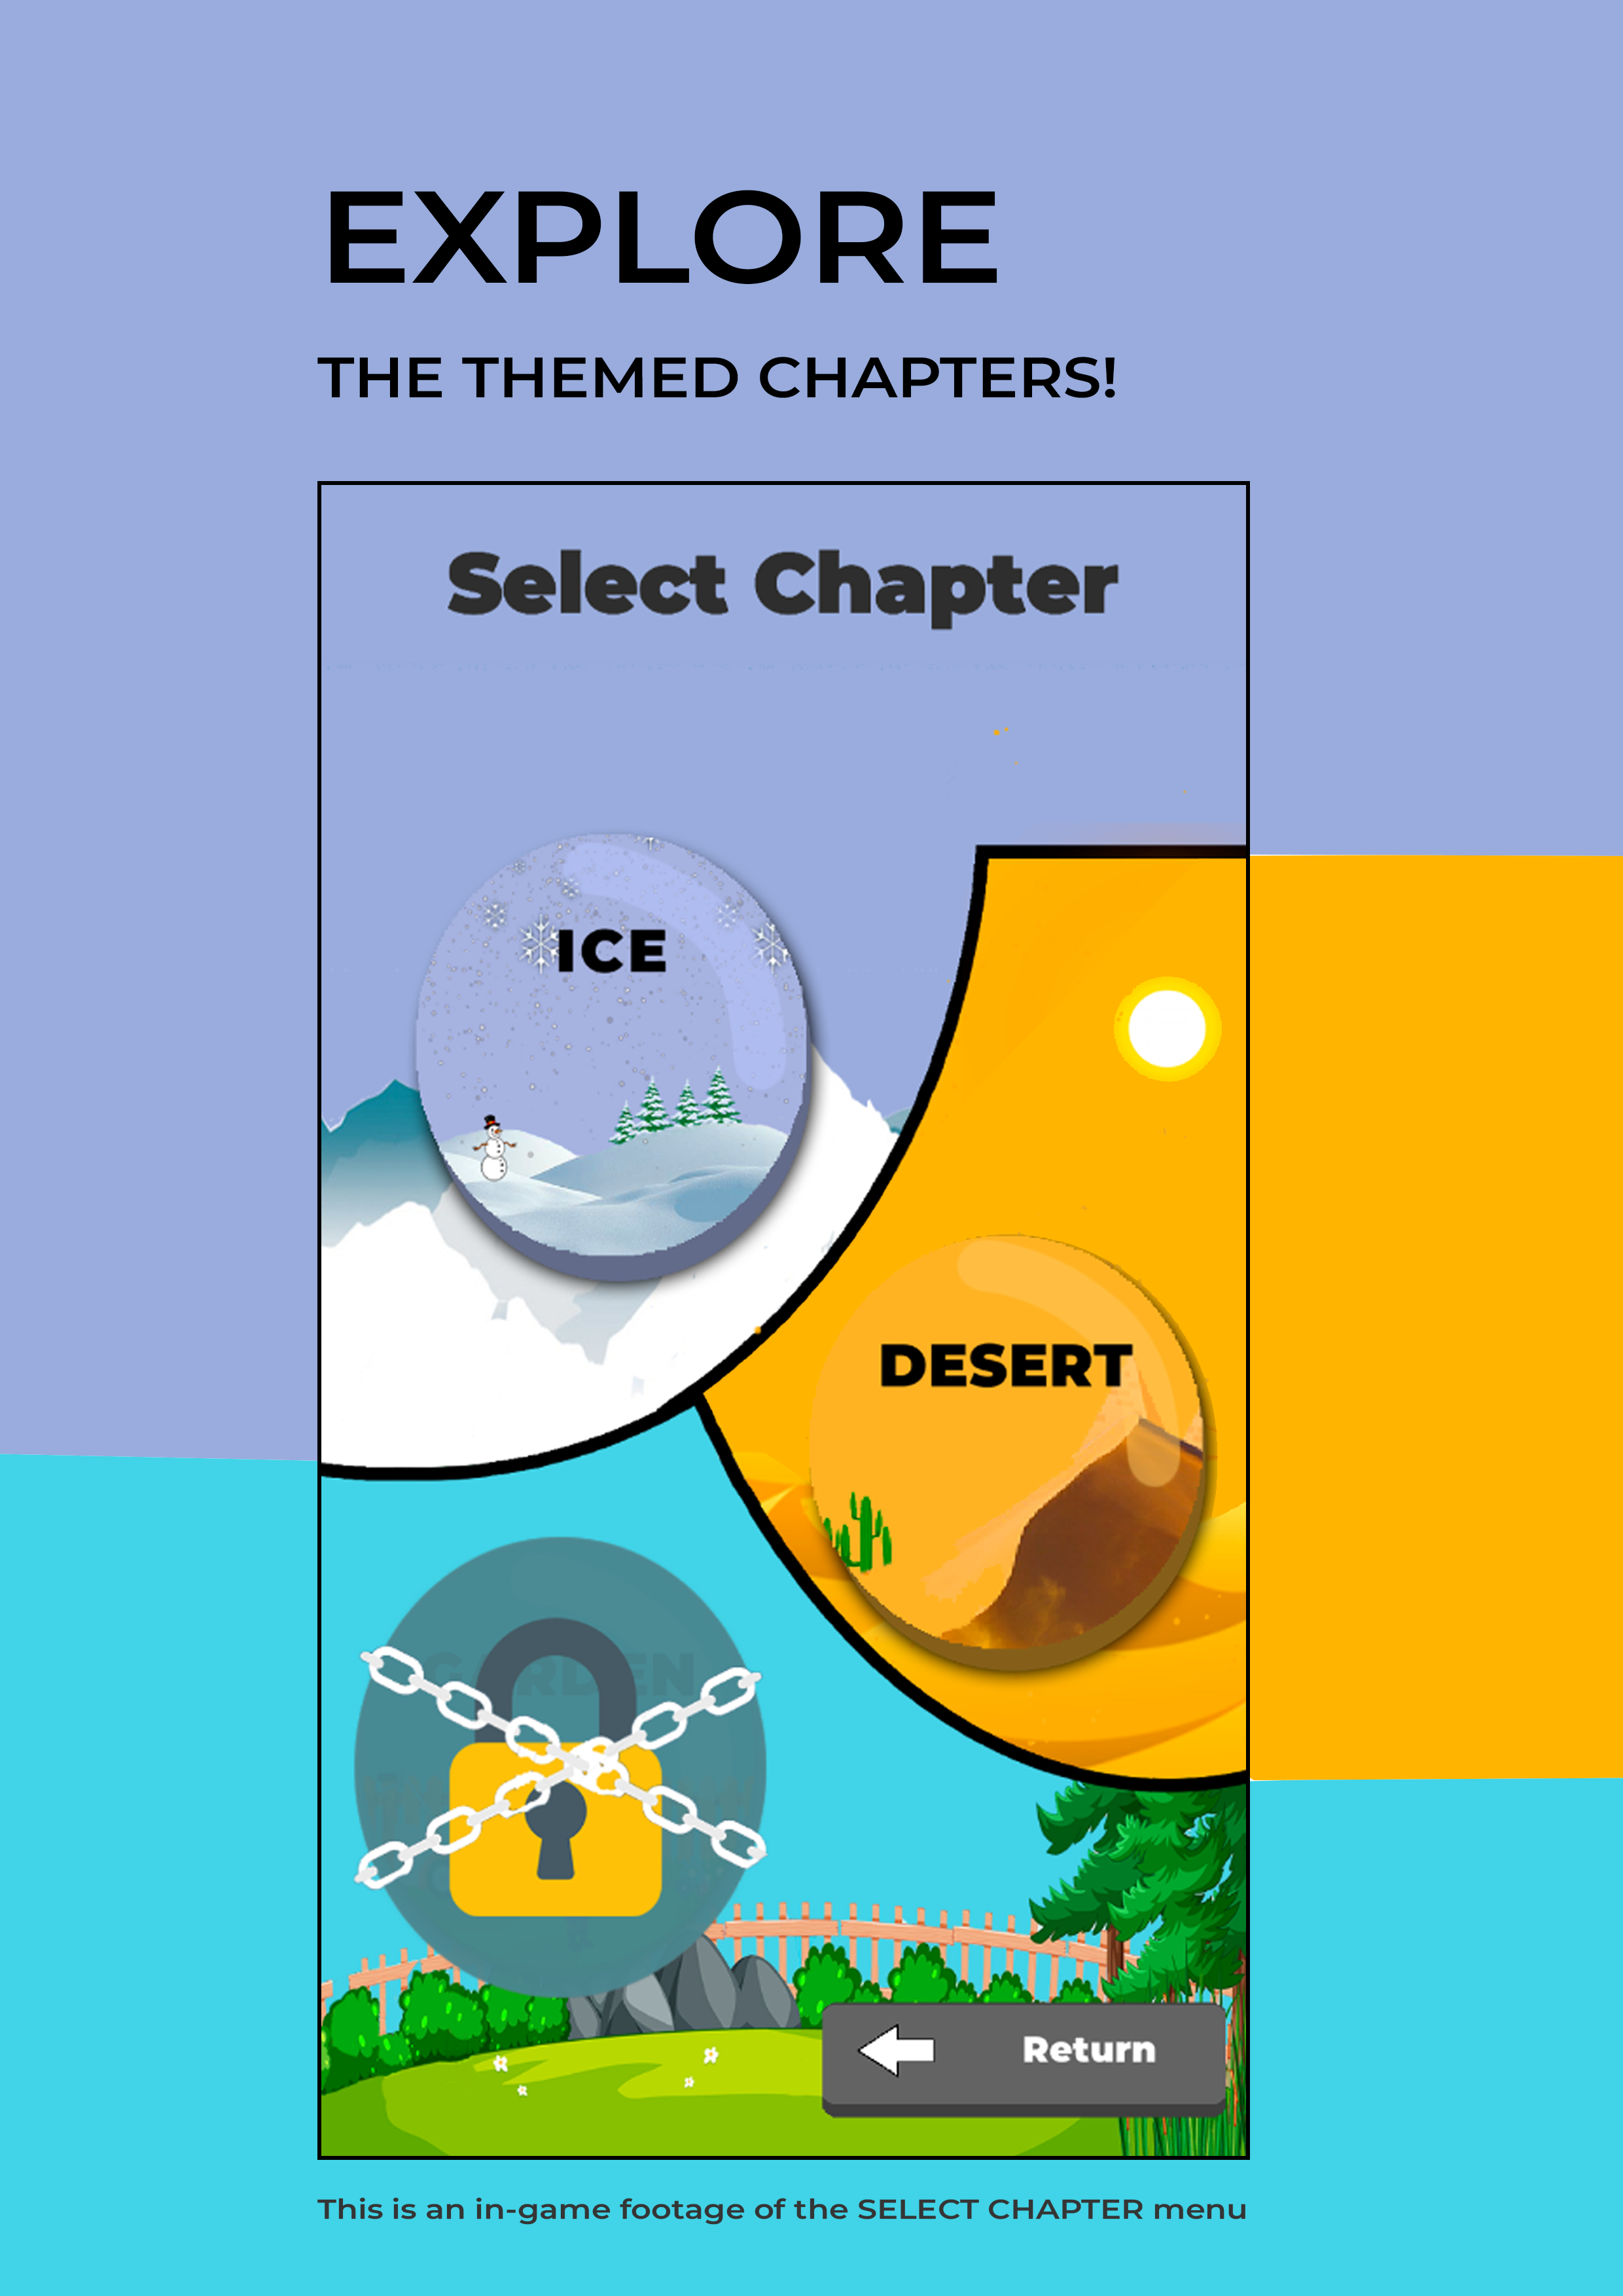 EXPLORE
THE THEMED CHAPTERS!
Select Chapter
ICE
DESERT
GARDEN
Return
This is an in-game footage of the SELECT CHAPTER menu